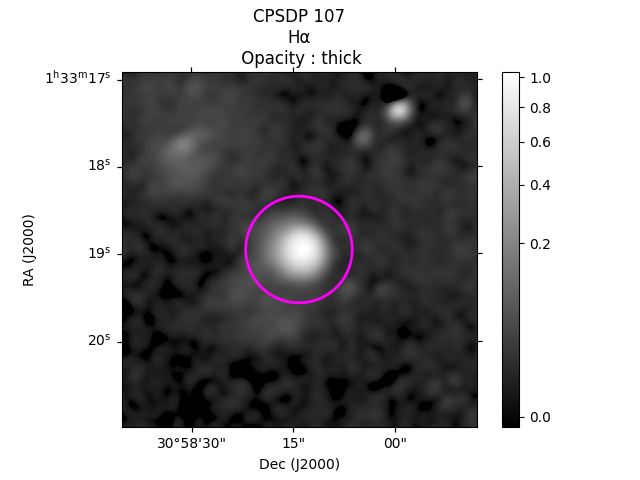 CPSDP 107
Hα
Opacity : thick
1ʰ33ᵐ17ˢ
18ˢ
19ˢ
20ˢ
RA (J2000)
30°58'30"
15"
00"
Dec (J2000)
1.0
0.8
0.6
0.4
0.2
0.0